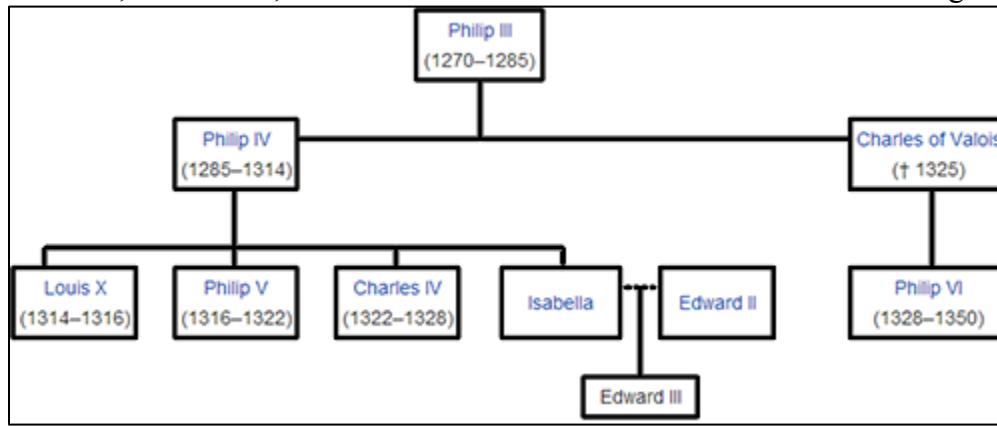 Philip III
(1270–1285)
Philip IV
(1285–1314)
Charles of Valois
(† 1325)
Louis X
(1314–1316)
Philip V
(1316–1322)
Charles IV
(1322–1328)
Isabella
Edward II
Philip VI
(1328–1350)
Edward III